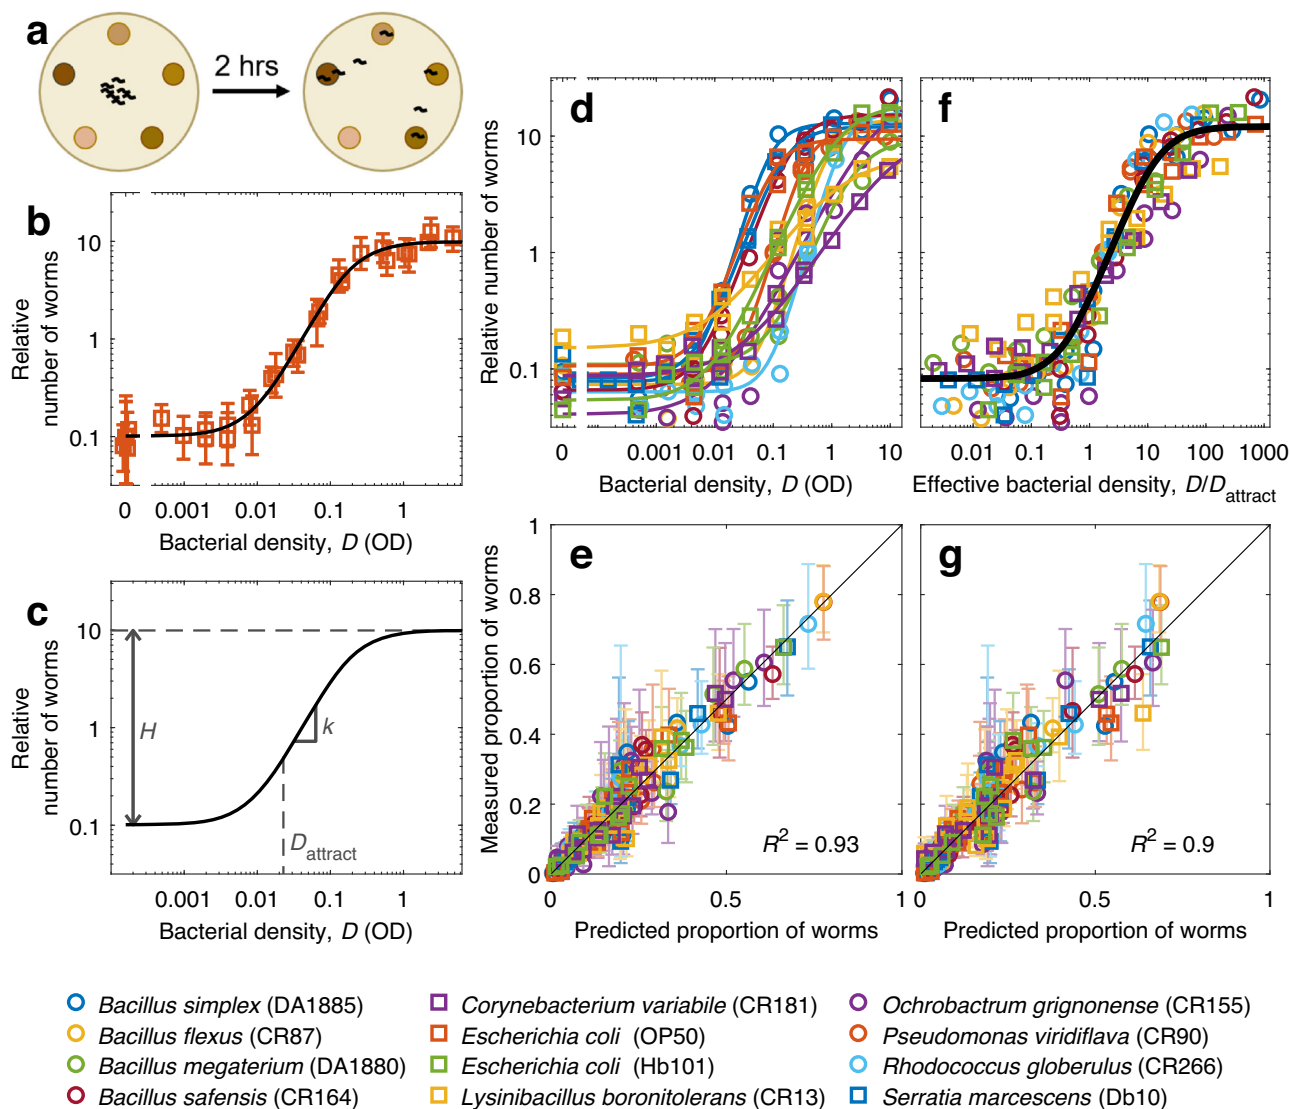 a
2 hrs
b
Relative
number of worms
10
1
0.1
0 0.001 0.01 0.1 1
Bacterial density, D (OD)
c
Relative
number of worms
10
1
0.1
H
k
D attract
0.001 0.01 0.1 1
Bacterial density, D (OD)
d
Relative number of worms
10
1
0.1
0 0.001 0.01 0.1 1 10
Bacterial density, D (OD)
f
10
1
0.1
0.01 0.1 1 10 100 1000
Effective bacterial density, D/D attract
e
Measured proportion of worms
1
0.8
0.6
0.4
0.2
0
R² = 0.93
0 0.5 1
Predicted proportion of worms
g
R² = 0.9
0 0.5 1
Predicted proportion of worms
Bacillus simplex (DA1885)
Bacillus flexus (CR87)
Bacillus megaterium (DA1880)
Bacillus safensis (CR164)
Corynebacterium variabile (CR181)
Escherichia coli (OP50)
Escherichia coli (Hb101)
Lysinibacillus boronitolerans (CR13)
Ochrobactrum grignonense (CR155)
Pseudomonas viridiflava (CR90)
Rhodococcus globerulus (CR266)
Serratia marcescens (Db10)